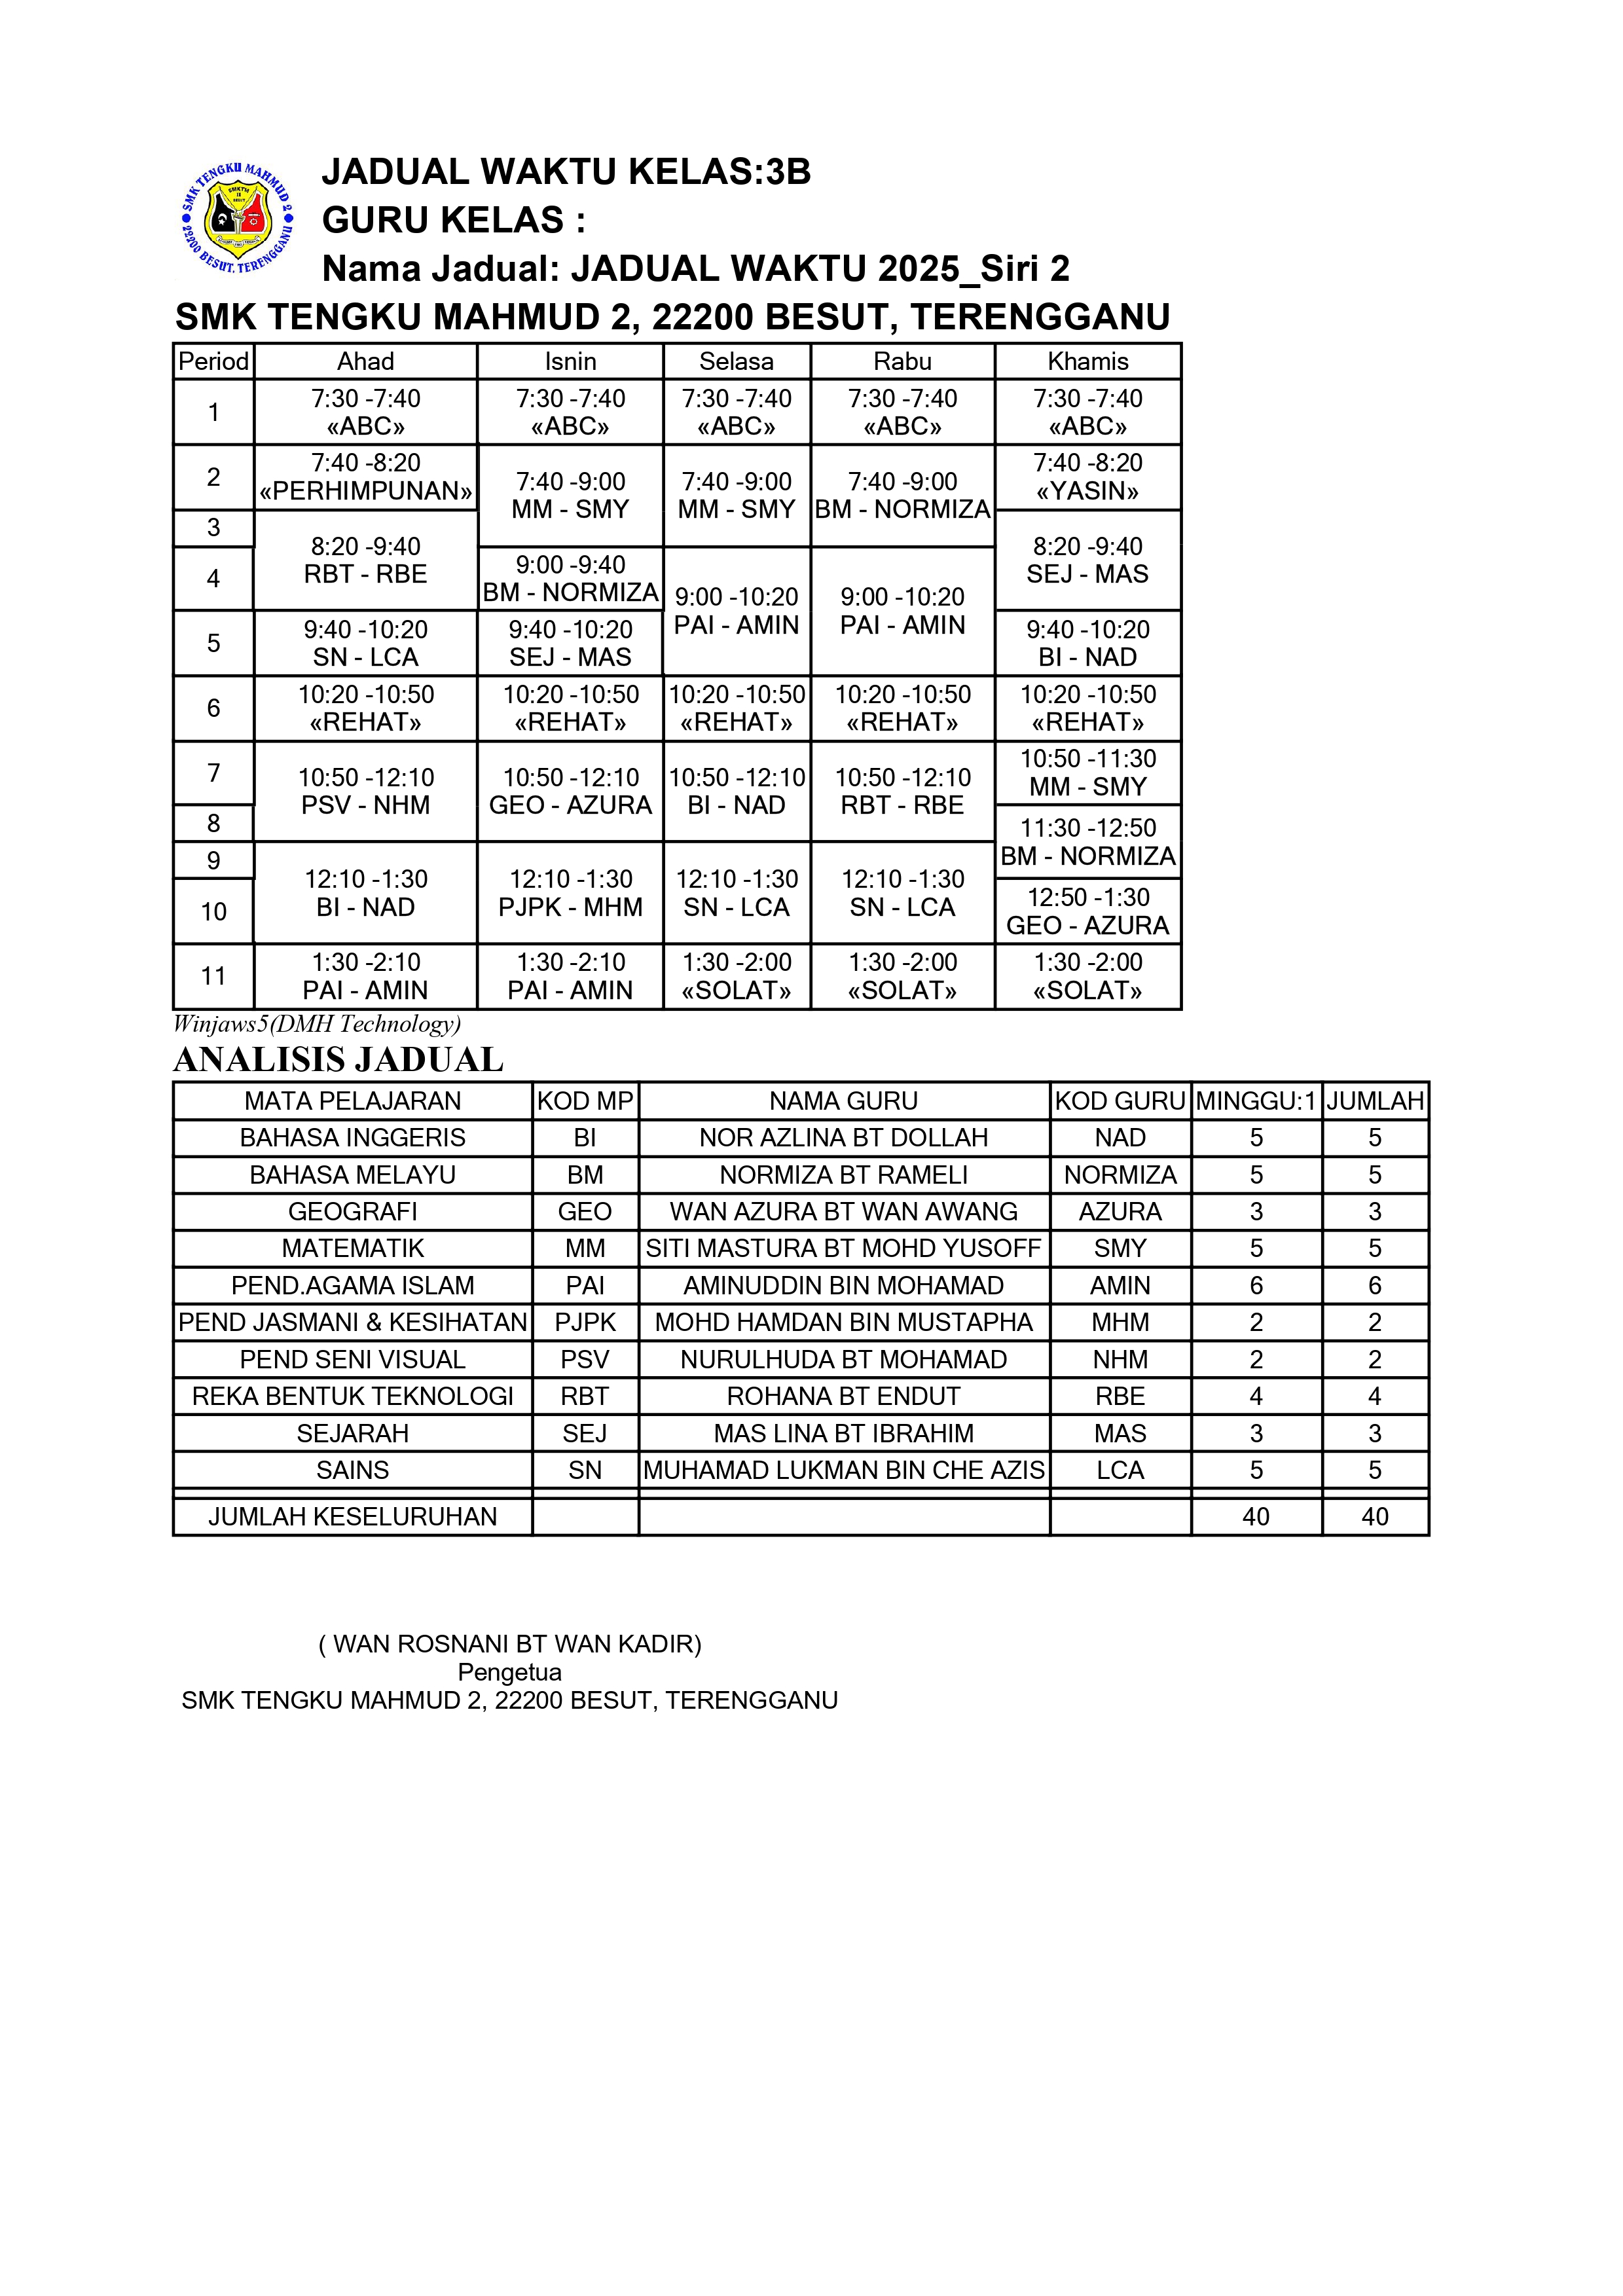 SMK TENGKU MAHMUD 2
22200 BESUT, TERENGGANU
JADUAL WAKTU KELAS:3B
GURU KELAS :
Nama Jadual: JADUAL WAKTU 2025_Siri 2
SMK TENGKU MAHMUD 2, 22200 BESUT, TERENGGANU
Period Ahad Isnin Selasa Rabu Khamis
1 7:30 -7:40 7:30 -7:40 7:30 -7:40 7:30 -7:40 7:30 -7:40
«ABC» «ABC» «ABC» «ABC» «ABC»
2 7:40 -8:20 7:40 -9:00 7:40 -9:00 7:40 -9:00 7:40 -8:20
«PERHIMPUNAN» MM - SMY MM - SMY BM - NORMIZA «YASIN»
3 8:20 -9:40 8:20 -9:40
RBT - RBE SEJ - MAS
4 9:00 -9:40 9:00 -10:20 9:00 -10:20
BM - NORMIZA PAI - AMIN PAI - AMIN
5 9:40 -10:20 9:40 -10:20 9:40 -10:20
SN - LCA SEJ - MAS BI - NAD
6 10:20 -10:50 10:20 -10:50 10:20 -10:50 10:20 -10:50 10:20 -10:50
«REHAT» «REHAT» «REHAT» «REHAT» «REHAT»
7 10:50 -12:10 10:50 -12:10 10:50 -12:10 10:50 -12:10 10:50 -11:30
PSV - NHM GEO - AZURA BI - NAD RBT - RBE MM - SMY
8 11:30 -12:50
BM - NORMIZA
9 12:10 -1:30 12:10 -1:30 12:10 -1:30 12:10 -1:30
BI - NAD PJPK - MHM SN - LCA SN - LCA
10 12:50 -1:30
GEO - AZURA
11 1:30 -2:10 1:30 -2:10 1:30 -2:00 1:30 -2:00 1:30 -2:00
PAI - AMIN PAI - AMIN «SOLAT» «SOLAT» «SOLAT»
Winjaws5(DMH Technology)
ANALISIS JADUAL
MATA PELAJARAN KOD MP NAMA GURU KOD GURU MINGGU:1 JUMLAH
BAHASA INGGERIS BI NOR AZLINA BT DOLLAH NAD 5 5
BAHASA MELAYU BM NORMIZA BT RAMELI NORMIZA 5 5
GEOGRAFI GEO WAN AZURA BT WAN AWANG AZURA 3 3
MATEMATIK MM SITI MASTURA BT MOHD YUSOFF SMY 5 5
PEND.AGAMA ISLAM PAI AMINUDDIN BIN MOHAMAD AMIN 6 6
PEND JASMANI & KESIHATAN PJPK MOHD HAMDAN BIN MUSTAPHA MHM 2 2
PEND SENI VISUAL PSV NURULHUDA BT MOHAMAD NHM 2 2
REKA BENTUK TEKNOLOGI RBT ROHANA BT ENDUT RBE 4 4
SEJARAH SEJ MAS LINA BT IBRAHIM MAS 3 3
SAINS SN MUHAMAD LUKMAN BIN CHE AZIS LCA 5 5
JUMLAH KESELURUHAN 40 40
( WAN ROSNANI BT WAN KADIR)
Pengetua
SMK TENGKU MAHMUD 2, 22200 BESUT, TERENGGANU